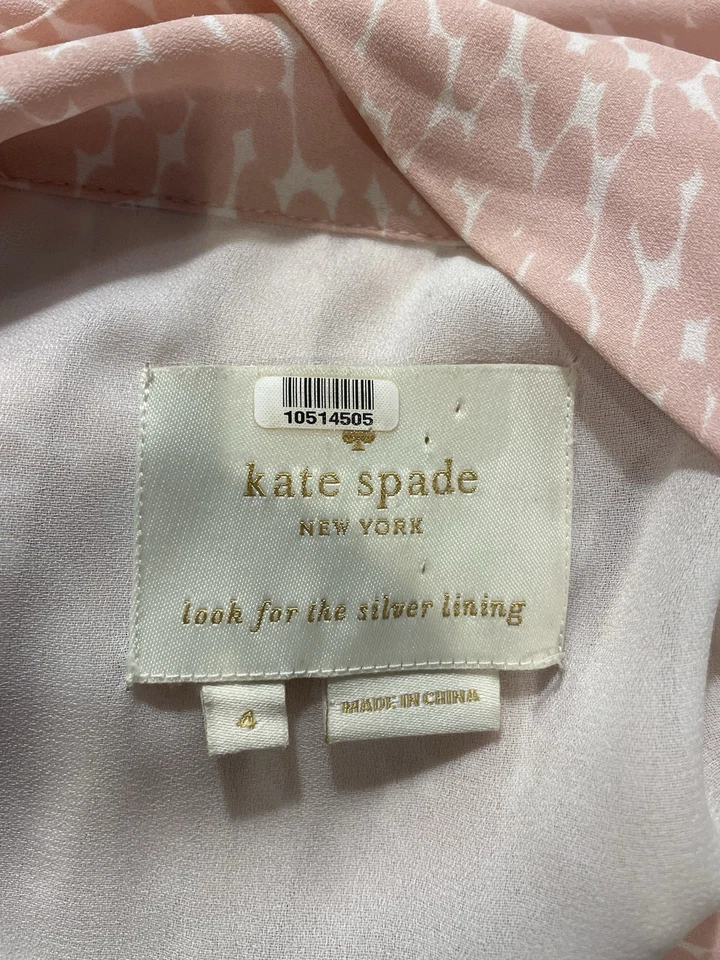 10514505
kate spade
NEW YORK
look for the silver lining
4
MADE IN CHINA